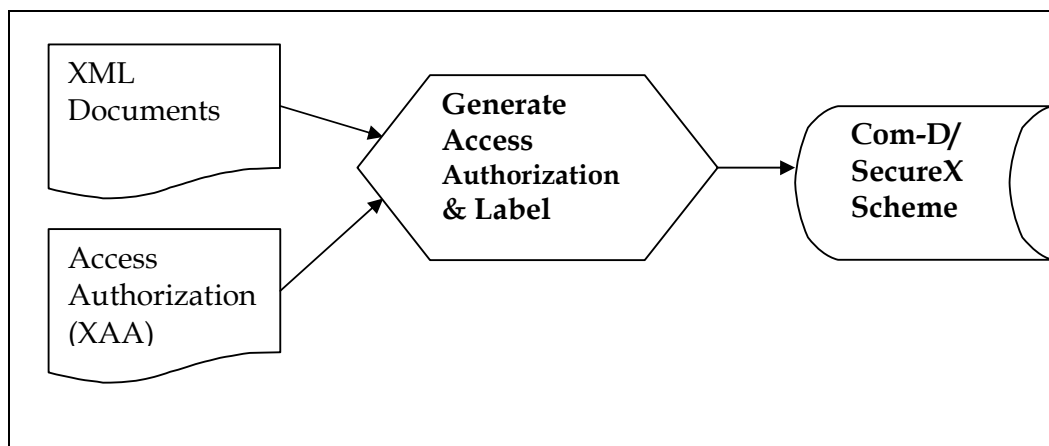 XML
Documents
Access
Authorization
(XAA)
Generate
Access
Authorization
& Label
Com-D/
SecureX
Scheme